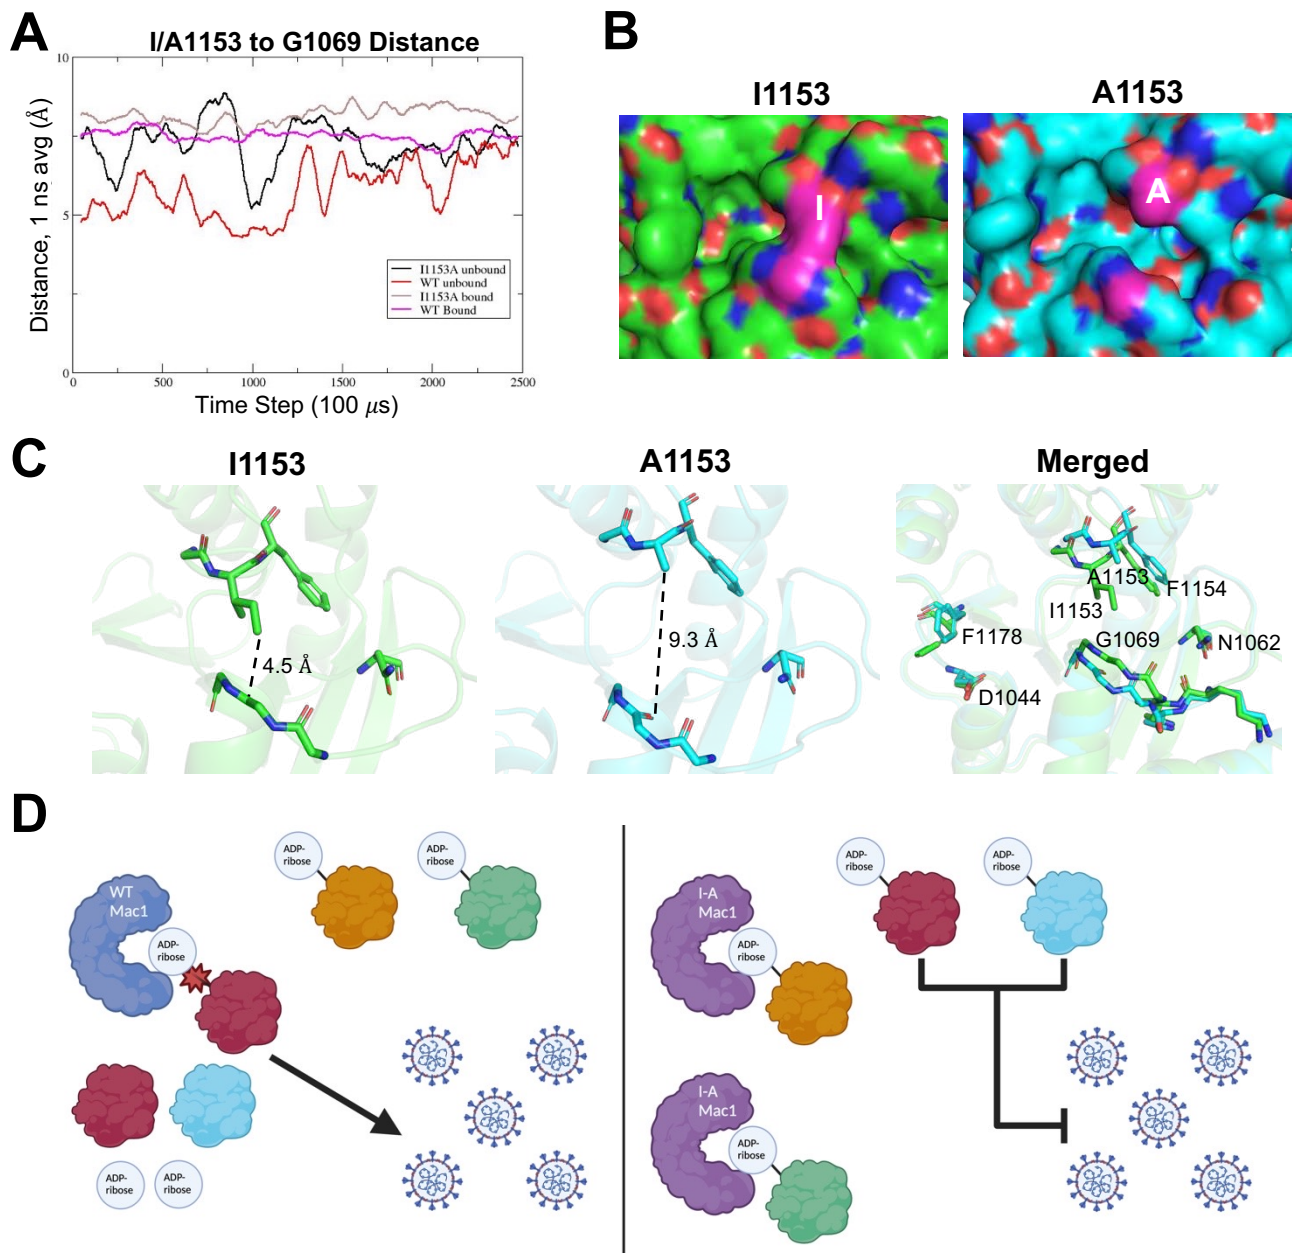 A
I/A1153 to G1069 Distance
Distance, 1 ns avg (Å)
10
5
0
0
500
1000
1500
2000
2500
I1153A unbound
WT unbound
I1153A bound
WT Bound
Time Step (100 μs)
B
I1153
A1153
I
A
C
I1153
A1153
Merged
4.5 Å
9.3 Å
A1153
F1154
I1153
F1178
G1069
N1062
D1044
D
WT
Mac1
ADP-
ribose
ADP-
ribose
ADP-
ribose
ADP-
ribose
ADP-
ribose
I-A
Mac1
ADP-
ribose
ADP-
ribose
ADP-
ribose
I-A
Mac1
ADP-
ribose